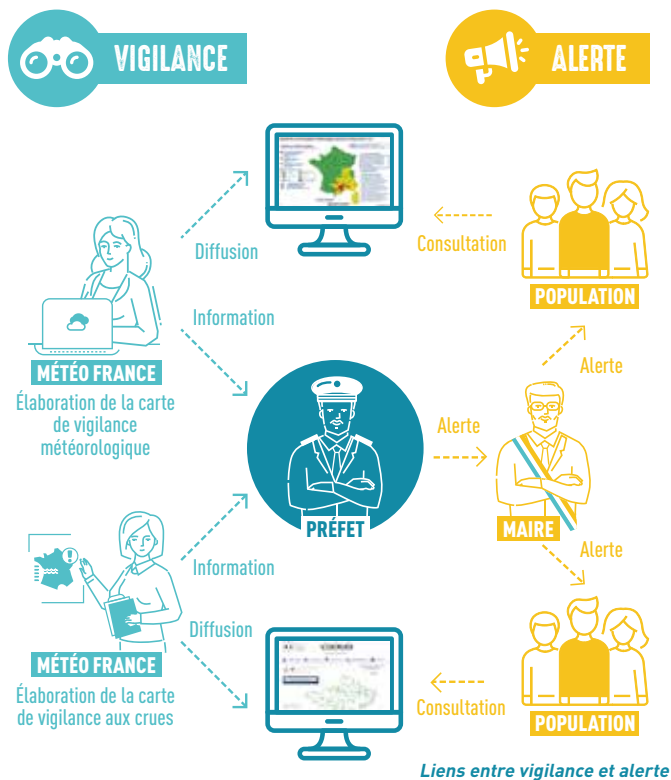 VIGILANCE
ALERTE
Diffusion
Consultation
POPULATION
Information
MÉTÉO FRANCE
Élaboration de la carte
de vigilance
météorologique
Alerte
Alerte
PRÉFET
MAIRE
Alerte
Information
Diffusion
MÉTÉO FRANCE
Élaboration de la carte
de vigilance aux crues
Consultation
POPULATION
Liens entre vigilance et alerte